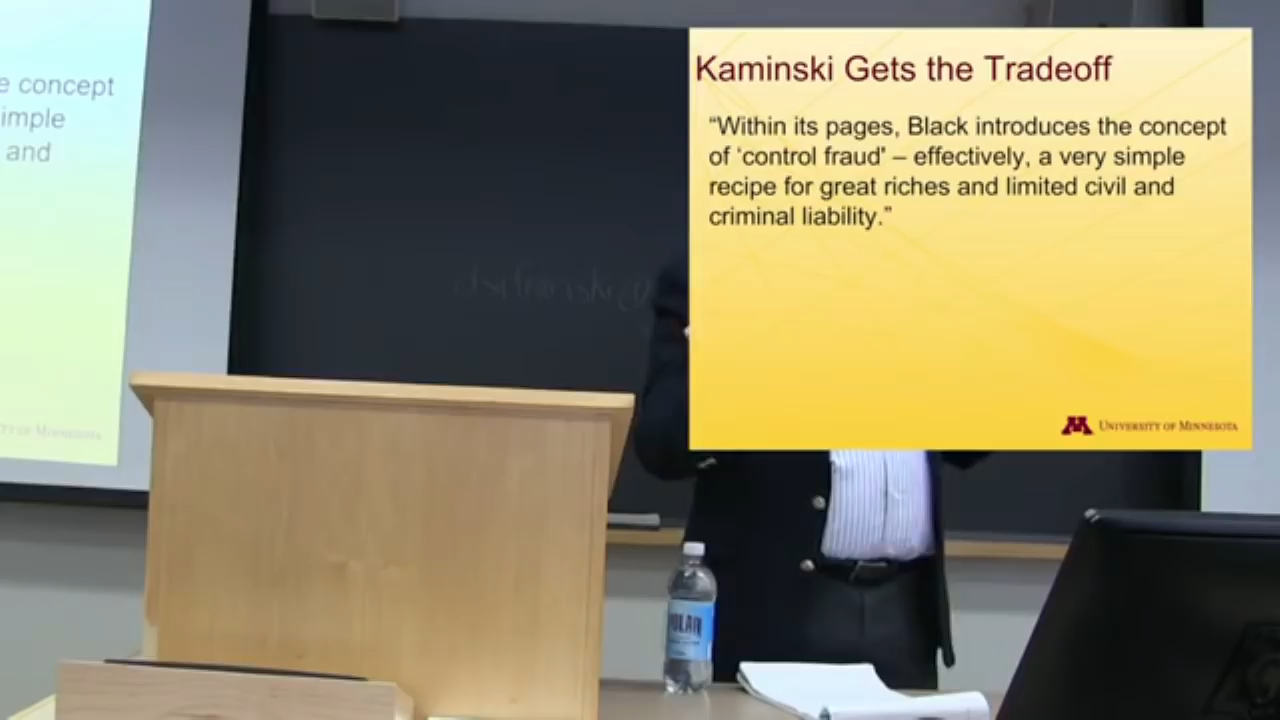 e concept
imple
and
Kaminski Gets the Tradeoff
“Within its pages, Black introduces the concept
of ‘control fraud’ – effectively, a very simple
recipe for great riches and limited civil and
criminal liability.”
M UNIVERSITY OF MINNESOTA